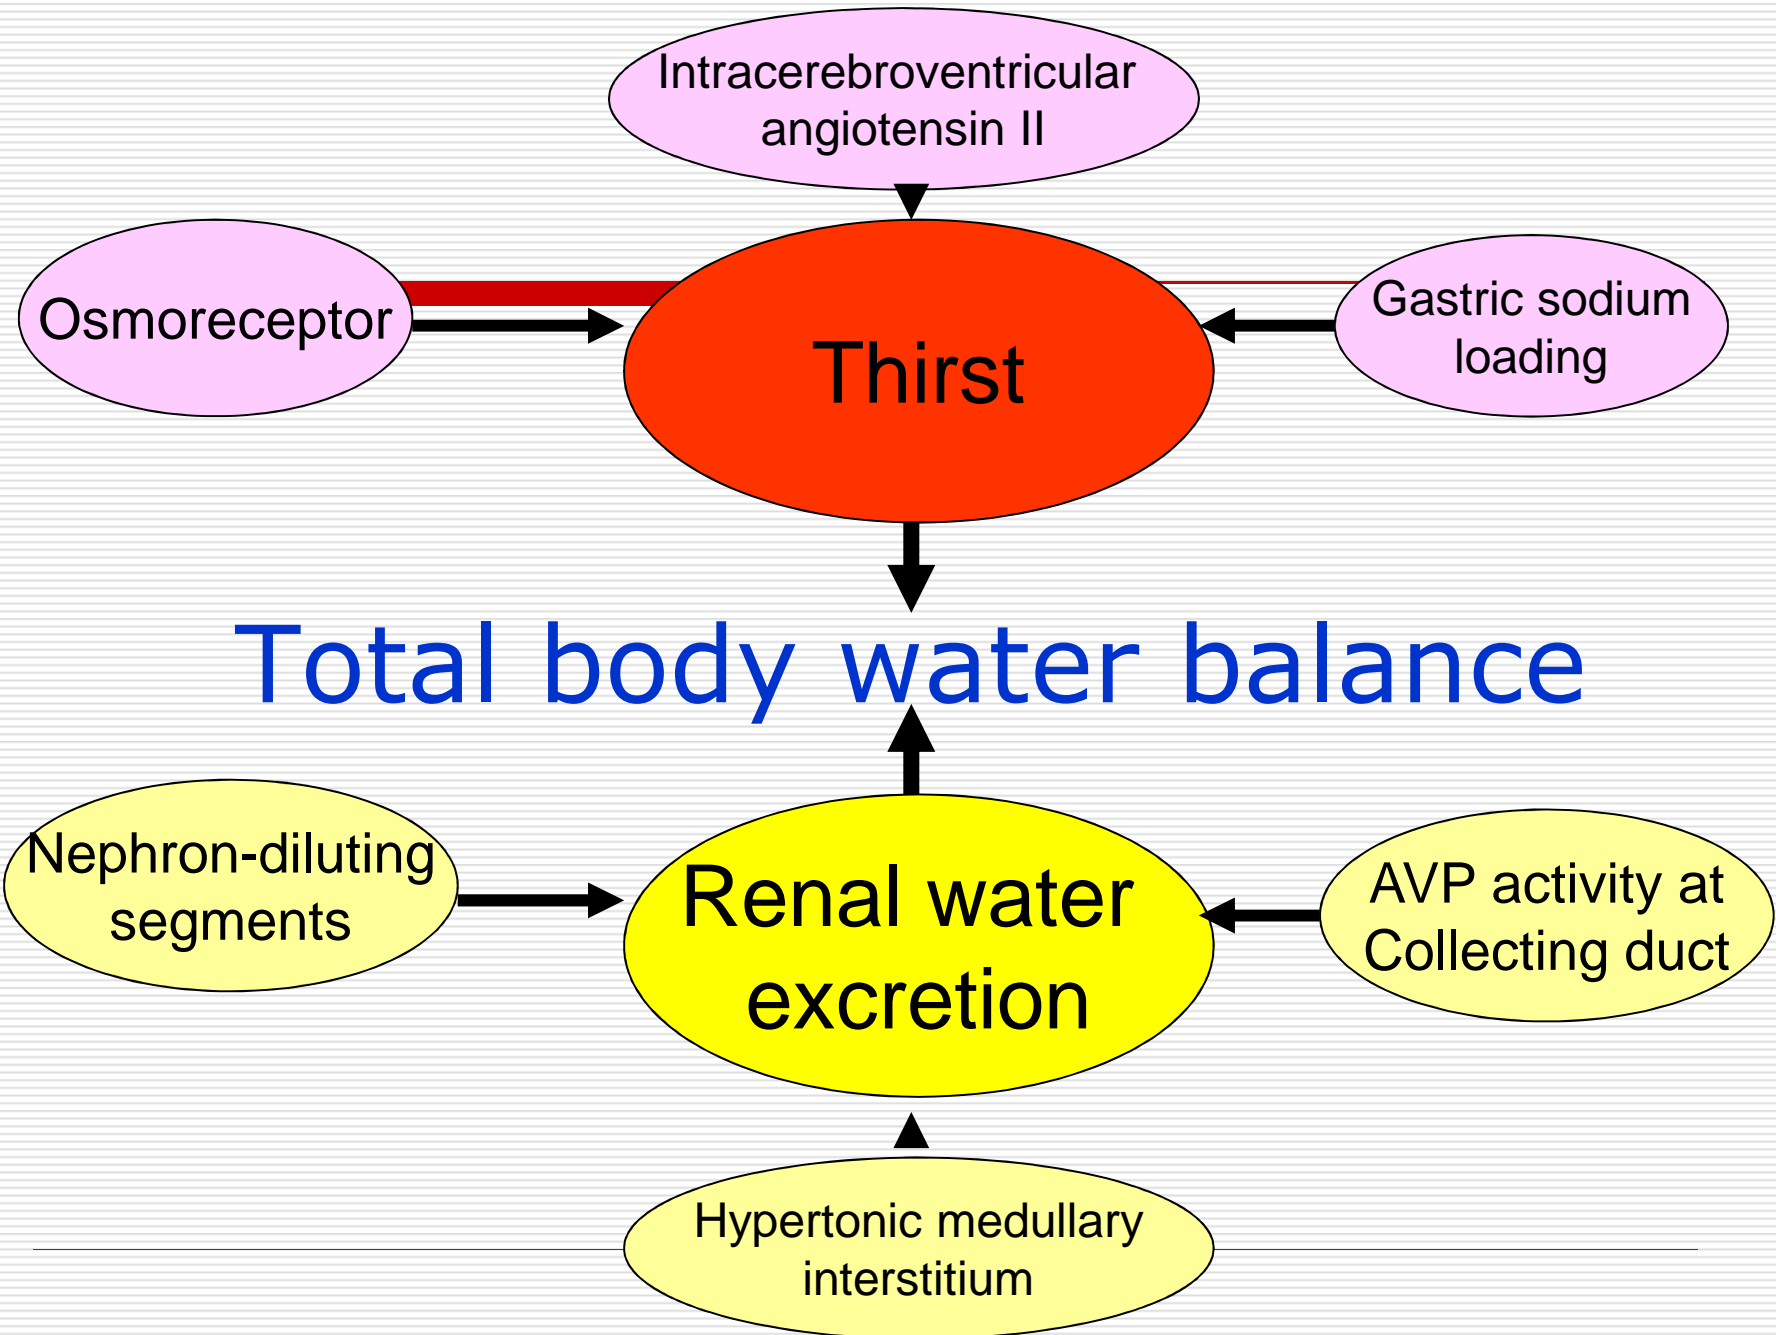 Intracerebroventricular
angiotensin II
Osmoreceptor
Thirst
Gastric sodium
loading
Total body water balance
Nephron-diluting
segments
Renal water
excretion
AVP activity at
Collecting duct
Hypertonic medullary
interstitium